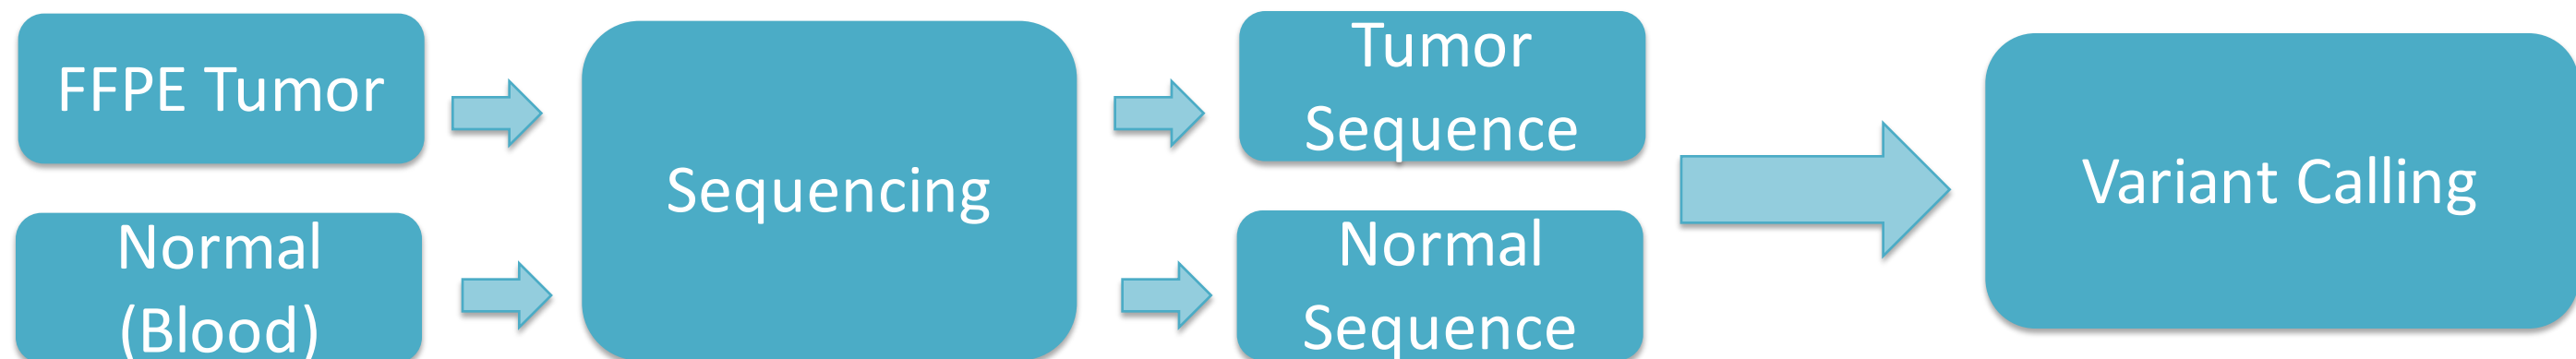 FFPE Tumor
Normal
(Blood)
Sequencing
Tumor
Sequence
Normal
Sequence
Variant Calling